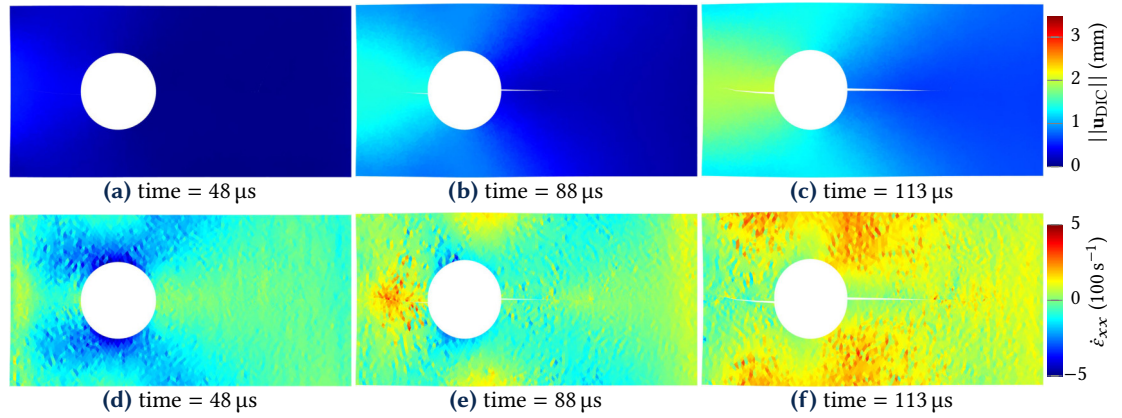 3
2
1
0
||u_DIC|| (mm)
(a) time = 48 µs
(b) time = 88 µs
(c) time = 113 µs
5
0
−5
ε̇_xx (100 s⁻¹)
(d) time = 48 µs
(e) time = 88 µs
(f) time = 113 µs